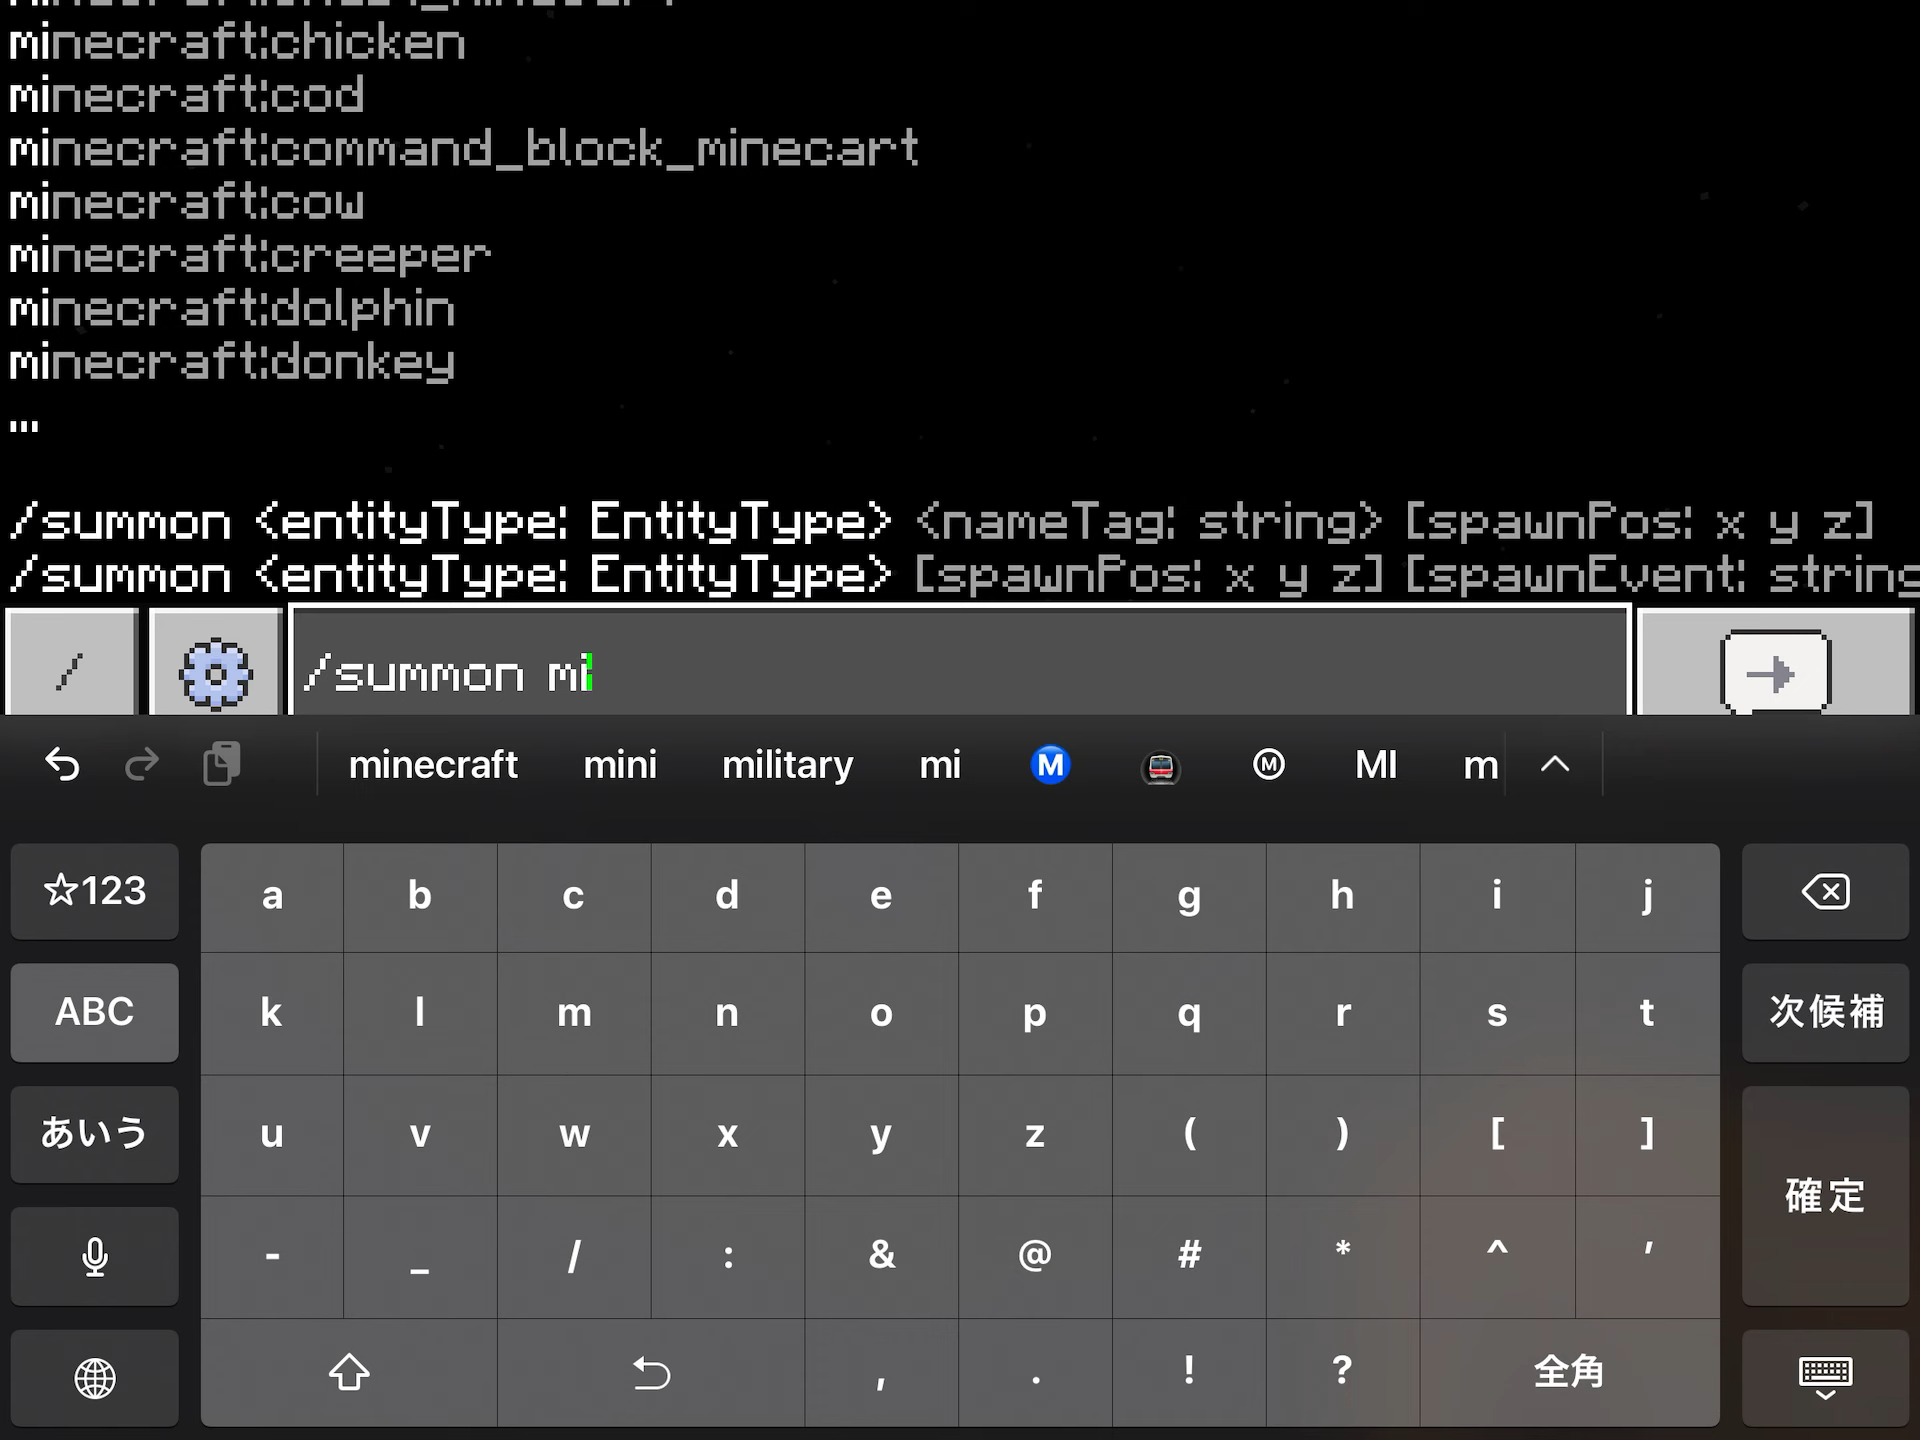 minecraft:chicken
minecraft:cod
minecraft:command_block_minecart
minecraft:cow
minecraft:creeper
minecraft:dolphin
minecraft:donkey
...
/summon <entityType: EntityType> <nameTag: string> [spawnPos: x y z]
/summon <entityType: EntityType> [spawnPos: x y z] [spawnEvent: string
/ /summon mi
minecraft mini military mi Ⓜ️ 🚇 Ⓜ MI m
☆123 a b c d e f g h i j
ABC k l m n o p q r s t 次候補
あいう u v w x y z ( ) [ ] 確定
- _ / : & @ # * ^ '
, . ! ? 全角